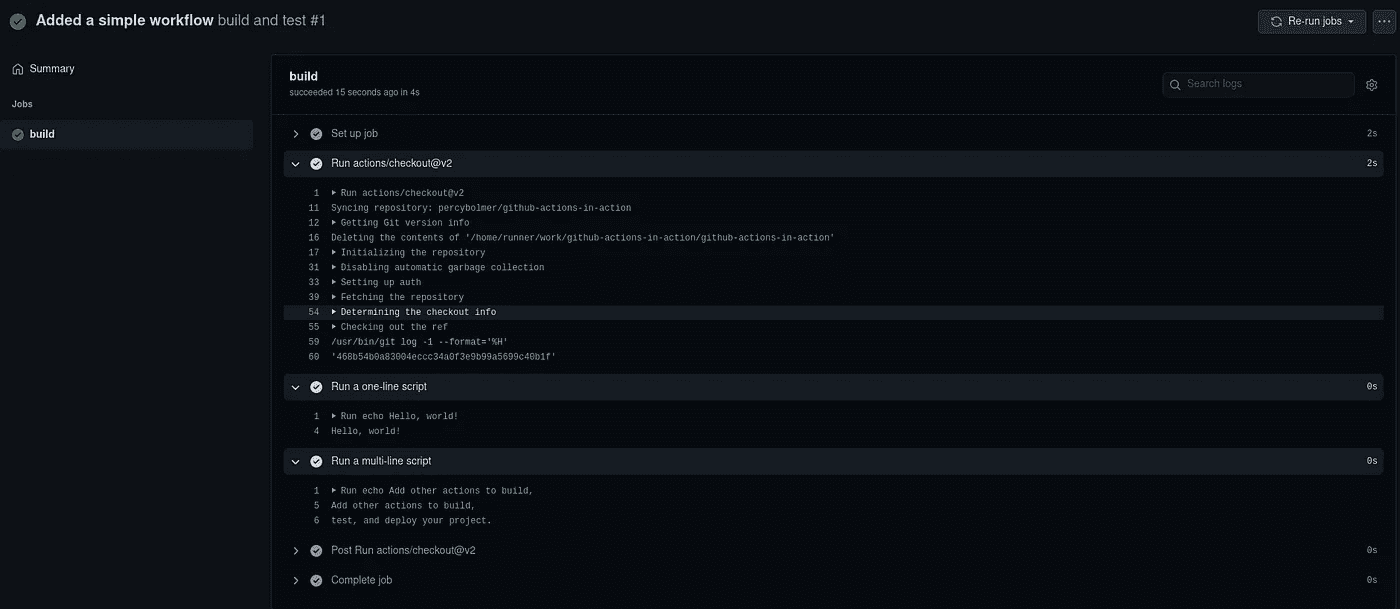 Added a simple workflow build and test #1
Re-run jobs
Summary
Jobs
build
build
succeeded 15 seconds ago in 4s
Search logs
Set up job 2s
Run actions/checkout@v2 2s
1 Run actions/checkout@v2
11 Syncing repository: percybolmer/github-actions-in-action
12 Getting Git version info
16 Deleting the contents of '/home/runner/work/github-actions-in-action/github-actions-in-action'
17 Initializing the repository
31 Disabling automatic garbage collection
33 Setting up auth
39 Fetching the repository
54 Determining the checkout info
55 Checking out the ref
59 /usr/bin/git log -1 --format='%H'
60 '468b54b0a83004eccc34a0f3e9b99a5699c40b1f'
Run a one-line script 0s
1 Run echo Hello, world!
4 Hello, world!
Run a multi-line script 0s
1 Run echo Add other actions to build,
5 Add other actions to build,
6 test, and deploy your project.
Post Run actions/checkout@v2 0s
Complete job 0s